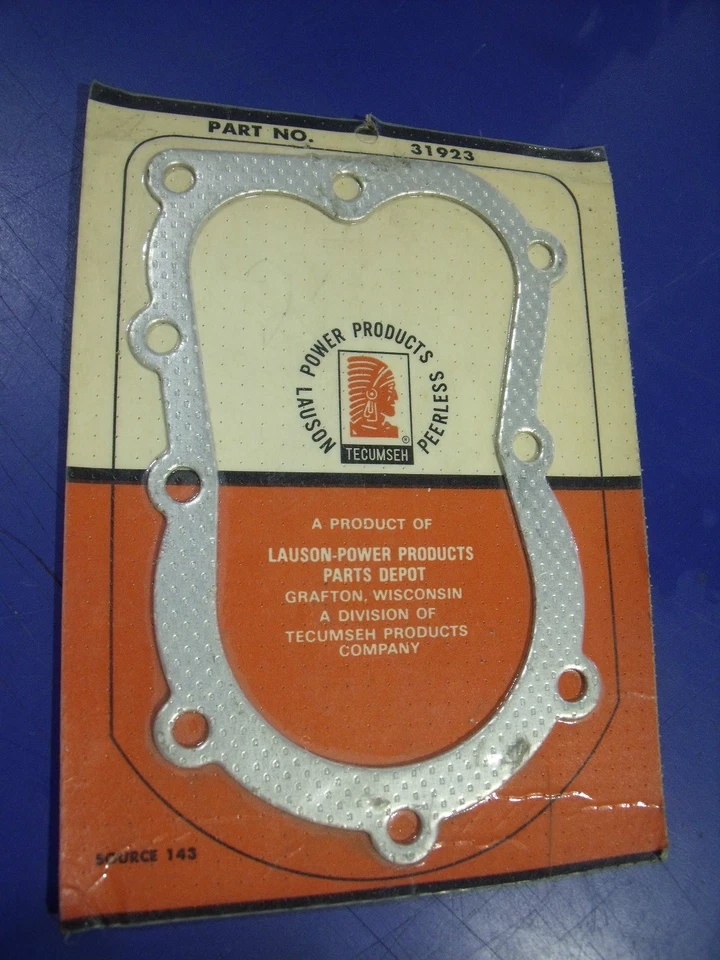 PART NO. 31923
LAUSON POWER PRODUCTS PEERLESS
®
TECUMSEH
A PRODUCT OF
LAUSON-POWER PRODUCTS
PARTS DEPOT
GRAFTON, WISCONSIN
A DIVISION OF
TECUMSEH PRODUCTS
COMPANY
SOURCE 143